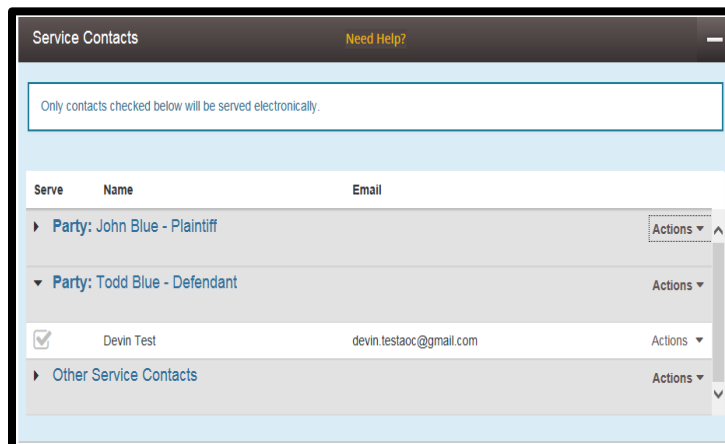 Service Contacts Need Help?
Only contacts checked below will be served electronically.
Serve Name Email
Party: John Blue - Plaintiff Actions
Party: Todd Blue - Defendant Actions
Devin Test devin.testaoc@gmail.com Actions
Other Service Contacts Actions